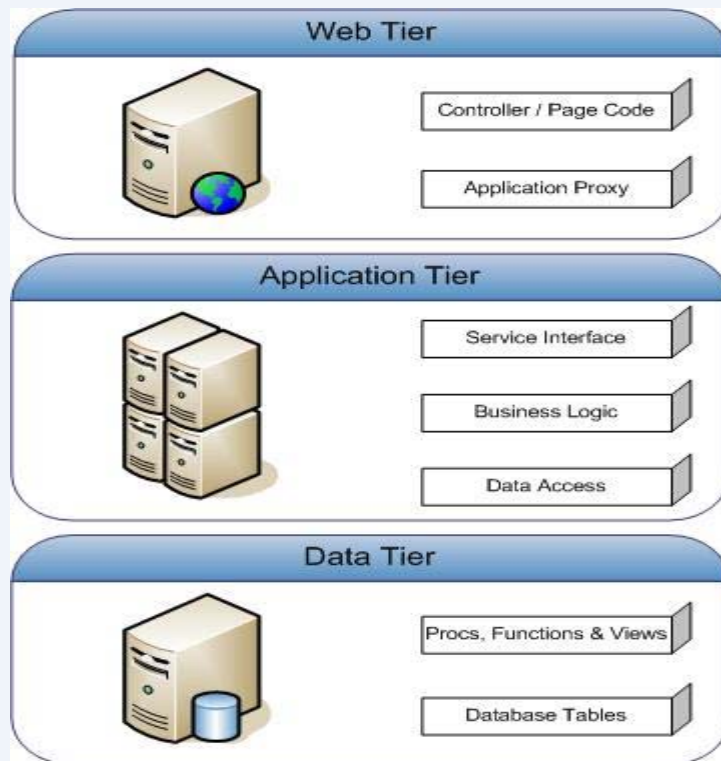 Web Tier
Controller / Page Code
Application Proxy
Application Tier
Service Interface
Business Logic
Data Access
Data Tier
Procs, Functions & Views
Database Tables